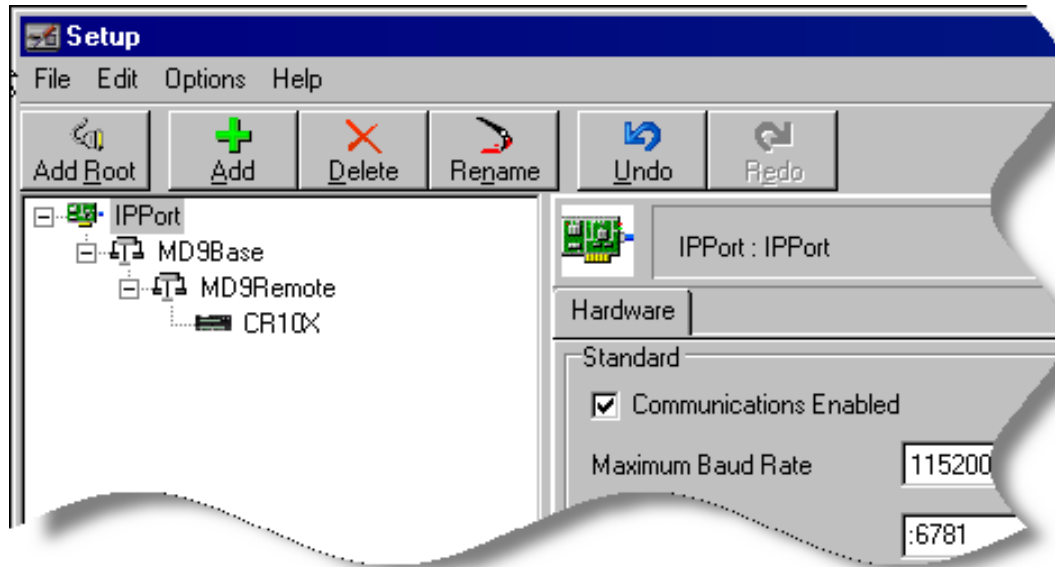 Setup
File Edit Options Help
Add Root Add Delete Rename Undo Redo
IPPort
MD9Base
MD9Remote
CR10X
IPPort : IPPort
Hardware
Standard
Communications Enabled
Maximum Baud Rate 115200
:6781